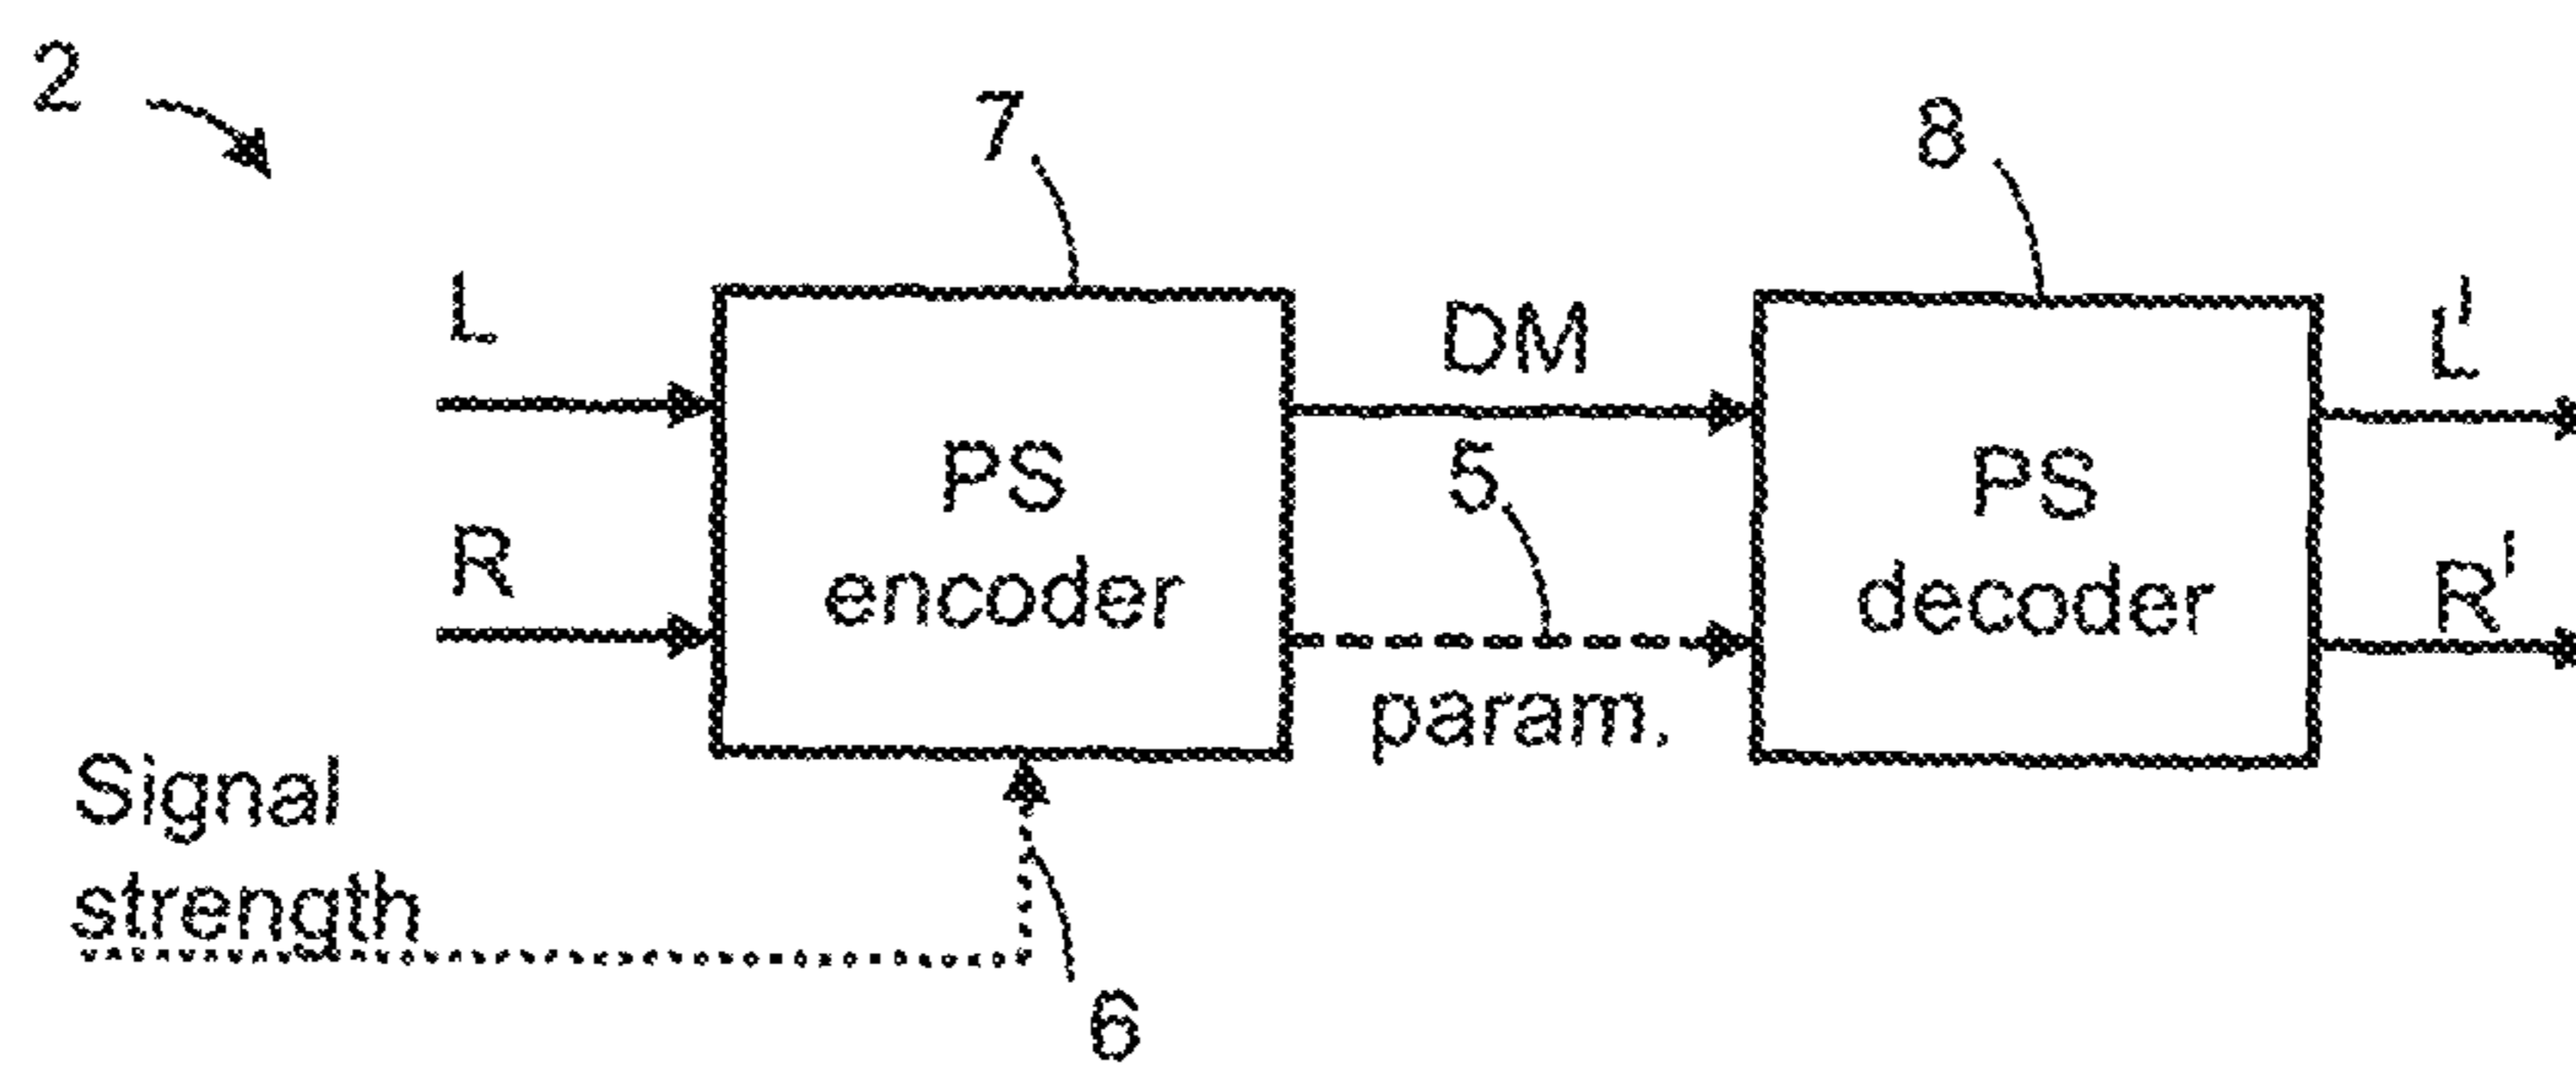 2
7
8
L
DM
L'
PS
encoder
5
PS
decoder
R
R'
param.
Signal
strength
6